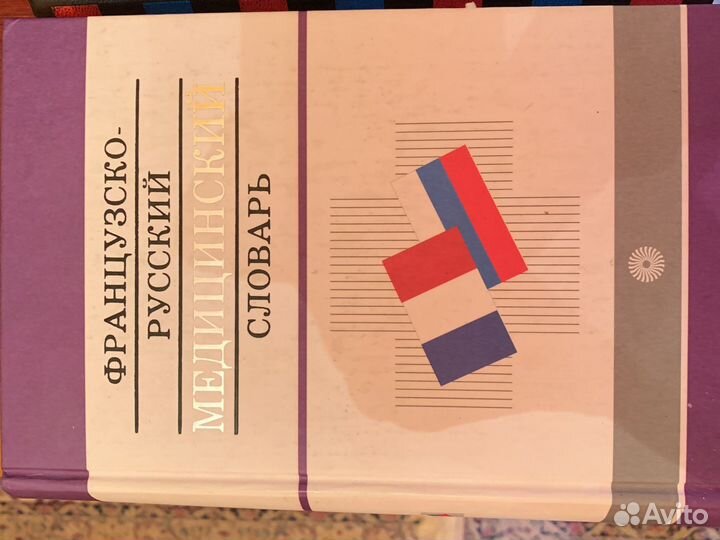 ФРАНЦУЗСКО-
РУССКИЙ
МЕДИЦИНСКИЙ
СЛОВАРЬ
Avito